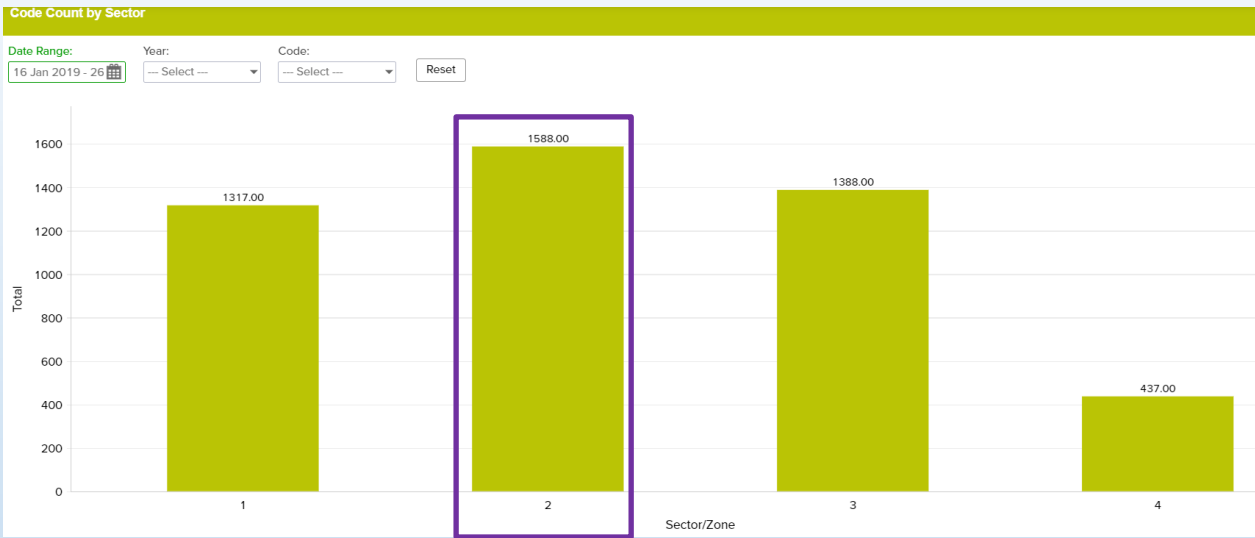 Code Count by Sector
Date Range: Year: Code:
16 Jan 2019 - 26 --- Select --- --- Select --- Reset
1588.00
1600
1388.00
1400
1317.00
1200
1000
Total
800
600
437.00
400
200
0
1 2 3 4
Sector/Zone